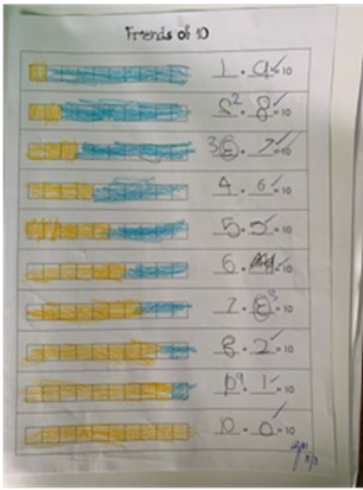 Friends of 10
1 + 9 = 10
2 + 8 = 10
3 + 7 = 10
4 + 6 = 10
5 + 5 = 10
6 + = 10
7 + 3 = 10
8 + 2 = 10
10 9 + 1 = 10
10 + 0 = 10